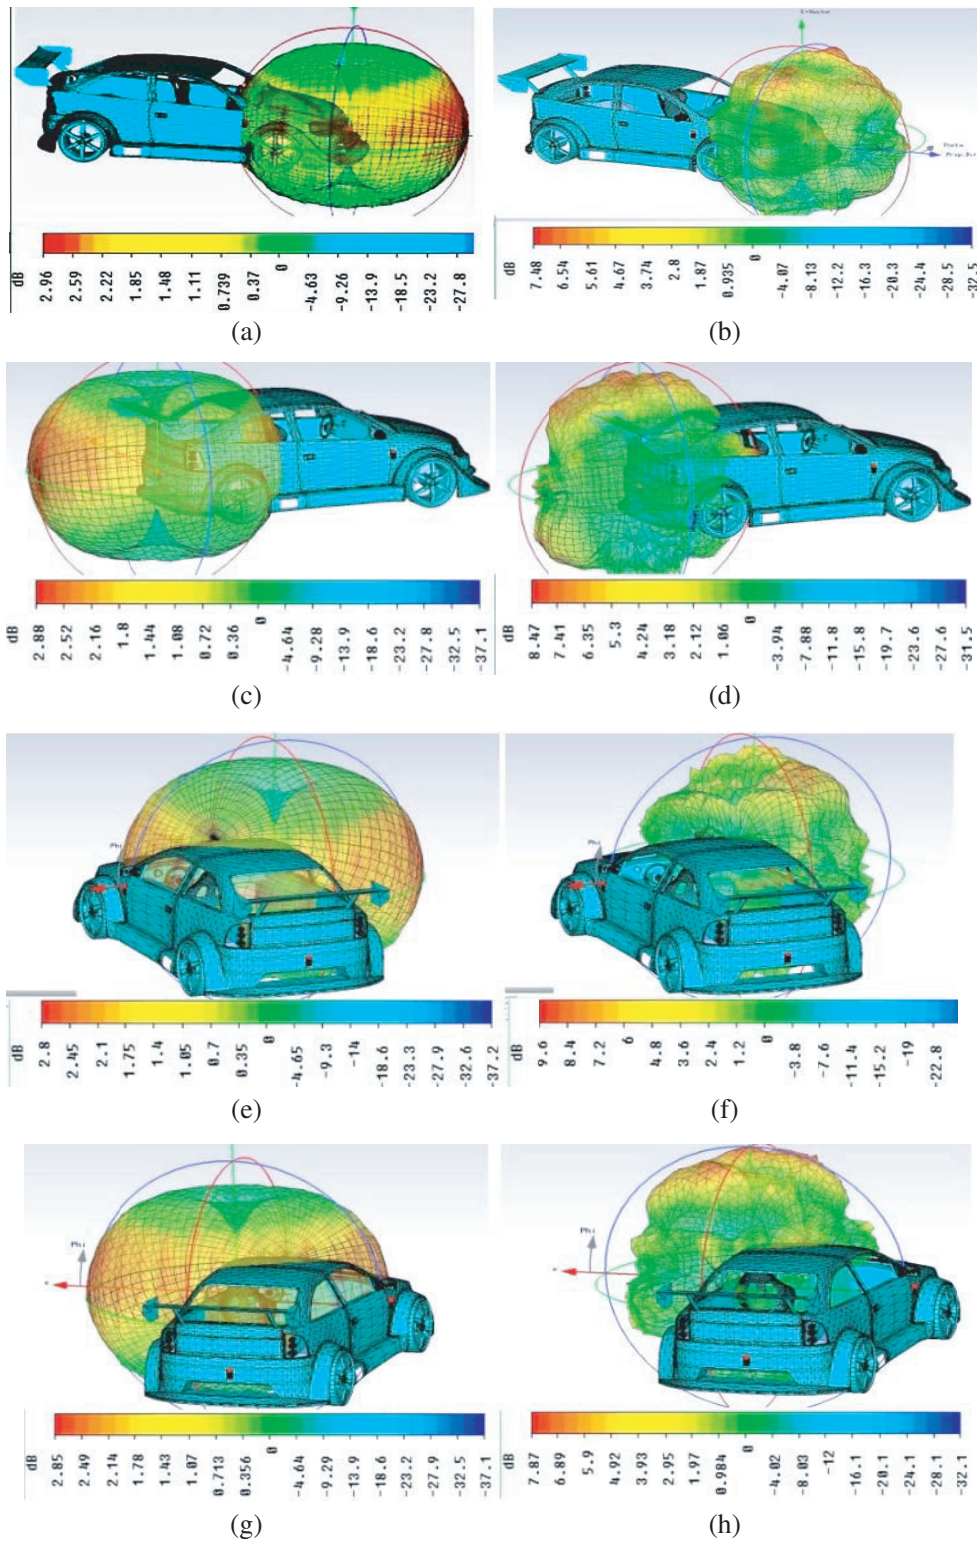 dB 2.96 2.59 2.22 1.85 1.48 1.11 0.739 0.37 0 -4.63 -9.26 -13.9 -18.5 -23.2 -27.8
dB 7.48 6.54 5.61 4.67 3.74 2.8 1.87 0.935 0 -4.07 -8.13 -12.2 -16.3 -20.3 -24.4 -28.5 -32.5
(a)
(b)
dB 2.88 2.52 2.16 1.8 1.44 1.08 0.72 0.36 0 -4.64 -9.28 -13.9 -18.6 -23.2 -27.8 -32.5 -37.1
dB 8.47 7.41 6.35 5.3 4.24 3.18 2.12 1.06 0 -3.94 -7.88 -11.8 -15.8 -19.7 -23.6 -27.6 -31.5
(c)
(d)
Phi
Phi
dB 2.8 2.45 2.1 1.75 1.4 1.05 0.7 0.35 0 -4.65 -9.3 -14 -18.6 -23.3 -27.9 -32.6 -37.2
dB 9.6 8.4 7.2 6 4.8 3.6 2.4 1.2 0 -3.8 -7.6 -11.4 -15.2 -19 -22.8
(e)
(f)
Phi
Phi
dB 2.85 2.49 2.14 1.78 1.43 1.07 0.713 0.356 0 -4.64 -9.29 -13.9 -18.6 -23.2 -27.9 -32.5 -37.1
dB 7.87 6.89 5.9 4.92 3.93 2.95 1.97 0.984 0 -4.02 -8.03 -12 -16.1 -20.1 -24.1 -28.1 -32.1
(g)
(h)